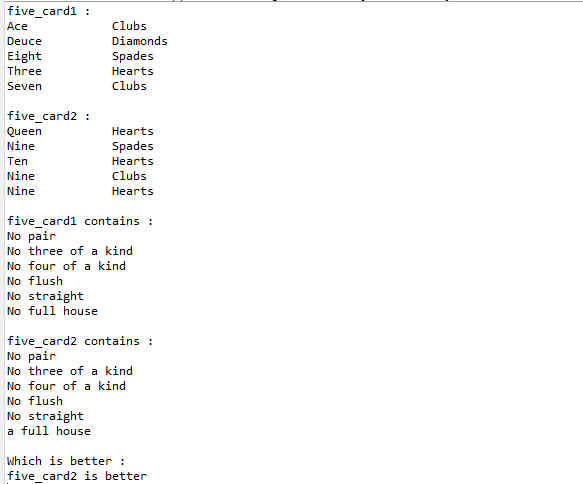 five_card1 :
Ace Clubs
Deuce Diamonds
Eight Spades
Three Hearts
Seven Clubs
five_card2 :
Queen Hearts
Nine Spades
Ten Hearts
Nine Clubs
Nine Hearts
five_card1 contains :
No pair
No three of a kind
No four of a kind
No flush
No straight
No full house
five_card2 contains :
No pair
No three of a kind
No four of a kind
No flush
No straight
a full house
Which is better :
five_card2 is better